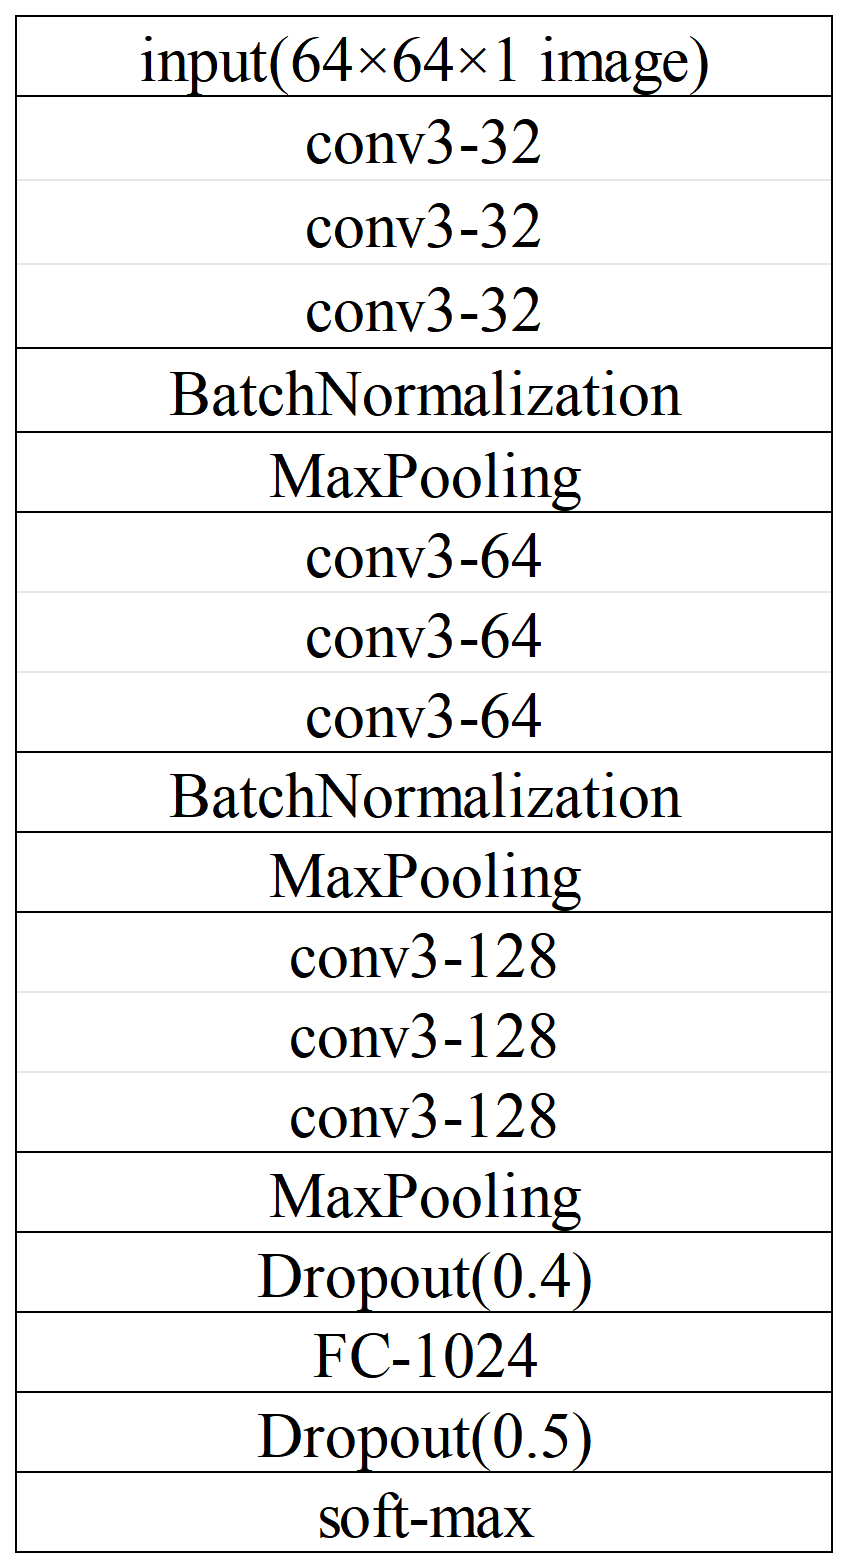 input(64×64×1 image)
conv3-32
conv3-32
conv3-32
BatchNormalization
MaxPooling
conv3-64
conv3-64
conv3-64
BatchNormalization
MaxPooling
conv3-128
conv3-128
conv3-128
MaxPooling
Dropout(0.4)
FC-1024
Dropout(0.5)
soft-max